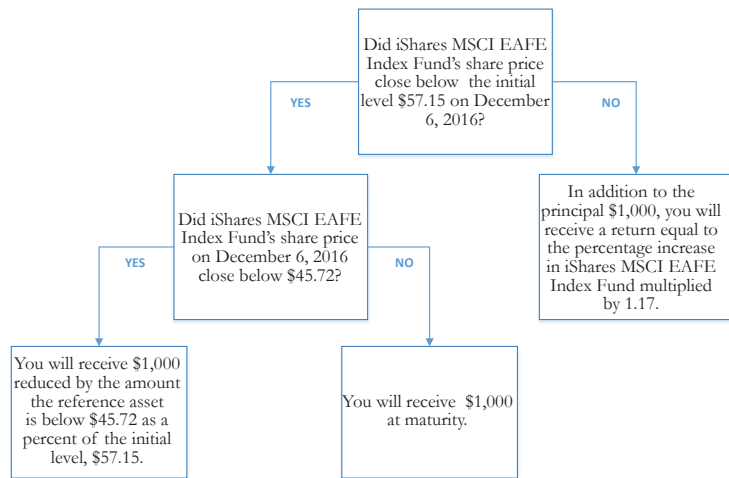 Did iShares MSCI EAFE
Index Fund's share price
close below the initial
level $57.15 on December
6, 2016?
YES
NO
Did iShares MSCI EAFE
Index Fund's share price
on December 6, 2016
close below $45.72?
In addition to the
principal $1,000, you will
receive a return equal to
the percentage increase
in iShares MSCI EAFE
Index Fund multiplied
by 1.17.
YES
NO
You will receive $1,000
reduced by the amount
the reference asset
is below $45.72 as a
percent of the initial
level, $57.15.
You will receive $1,000
at maturity.